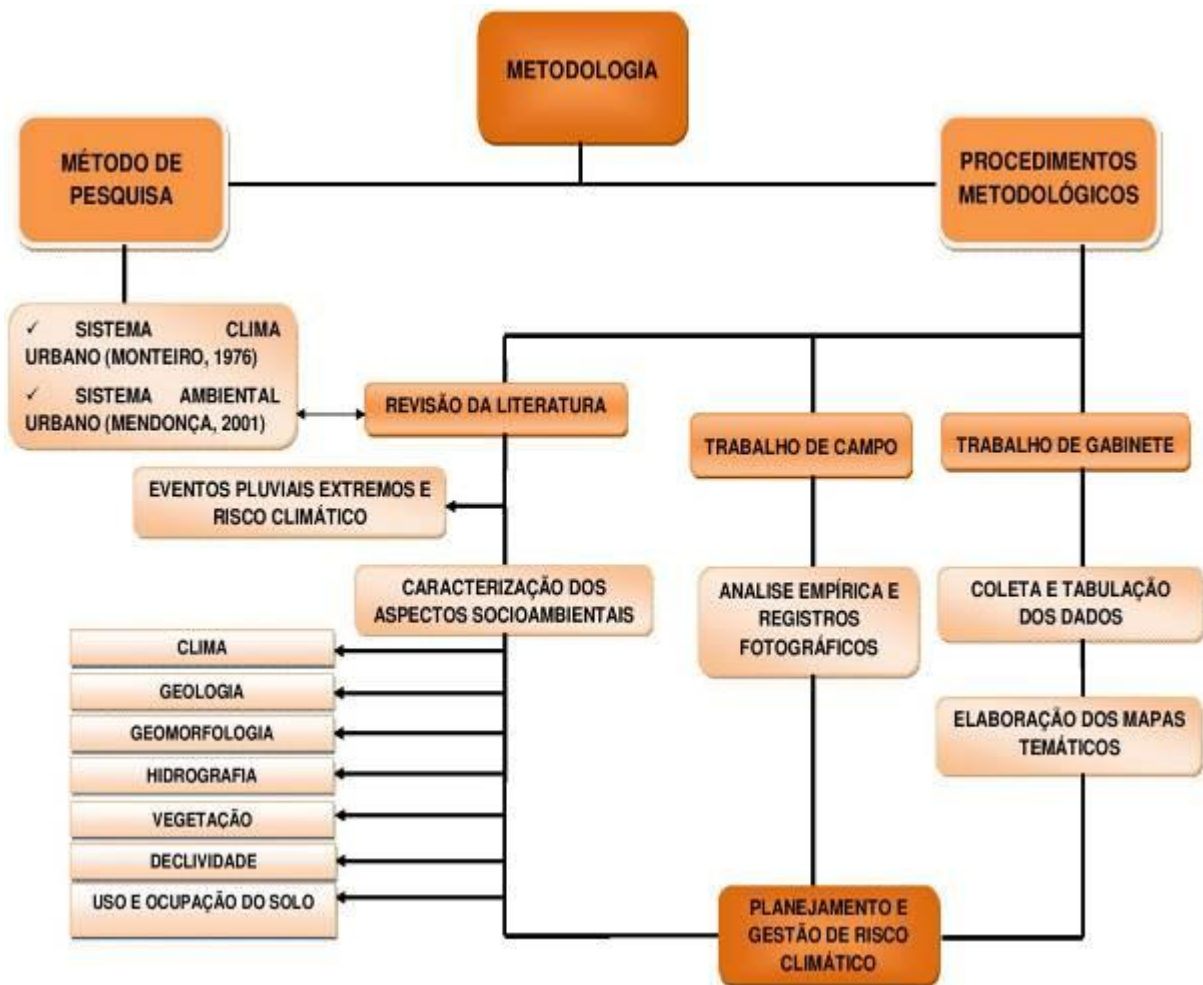 METODOLOGIA
MÉTODO DE
PESQUISA
PROCEDIMENTOS
METODOLÓGICOS
✓ SISTEMA CLIMA
URBANO (MONTEIRO, 1976)
✓ SISTEMA AMBIENTAL
URBANO (MENDONÇA, 2001)
REVISÃO DA LITERATURA
TRABALHO DE CAMPO
TRABALHO DE GABINETE
EVENTOS PLUVIAIS EXTREMOS E
RISCO CLIMÁTICO
CARACTERIZAÇÃO DOS
ASPECTOS SOCIOAMBIENTAIS
ANALISE EMPÍRICA E
REGISTROS
FOTOGRÁFICOS
COLETA E TABULAÇÃO
DOS DADOS
CLIMA
GEOLOGIA
GEOMORFOLOGIA
HIDROGRAFIA
VEGETAÇÃO
DECLIVIDADE
USO E OCUPAÇÃO DO SOLO
ELABORAÇÃO DOS MAPAS
TEMÁTICOS
PLANEJAMENTO E
GESTÃO DE RISCO
CLIMÁTICO